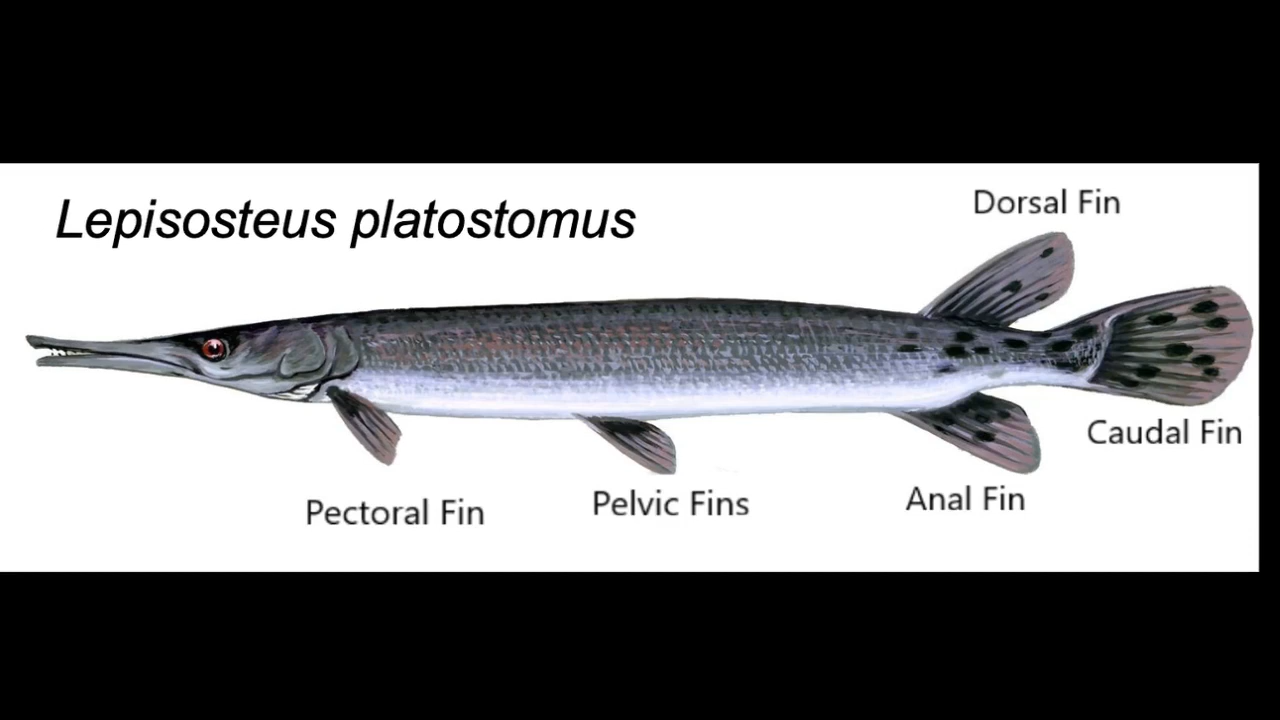 Lepisosteus platostomus
Dorsal Fin
Caudal Fin
Pectoral Fin
Pelvic Fins
Anal Fin